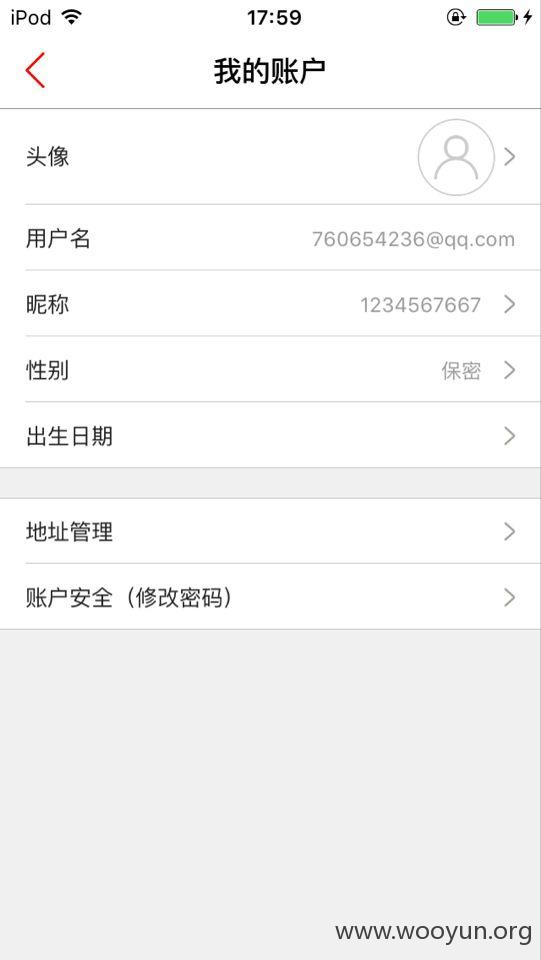 iPod 17:59
我的账户
头像
用户名 760654236@qq.com
昵称 1234567667
性别 保密
出生日期
地址管理
账户安全（修改密码）
www.wooyun.org